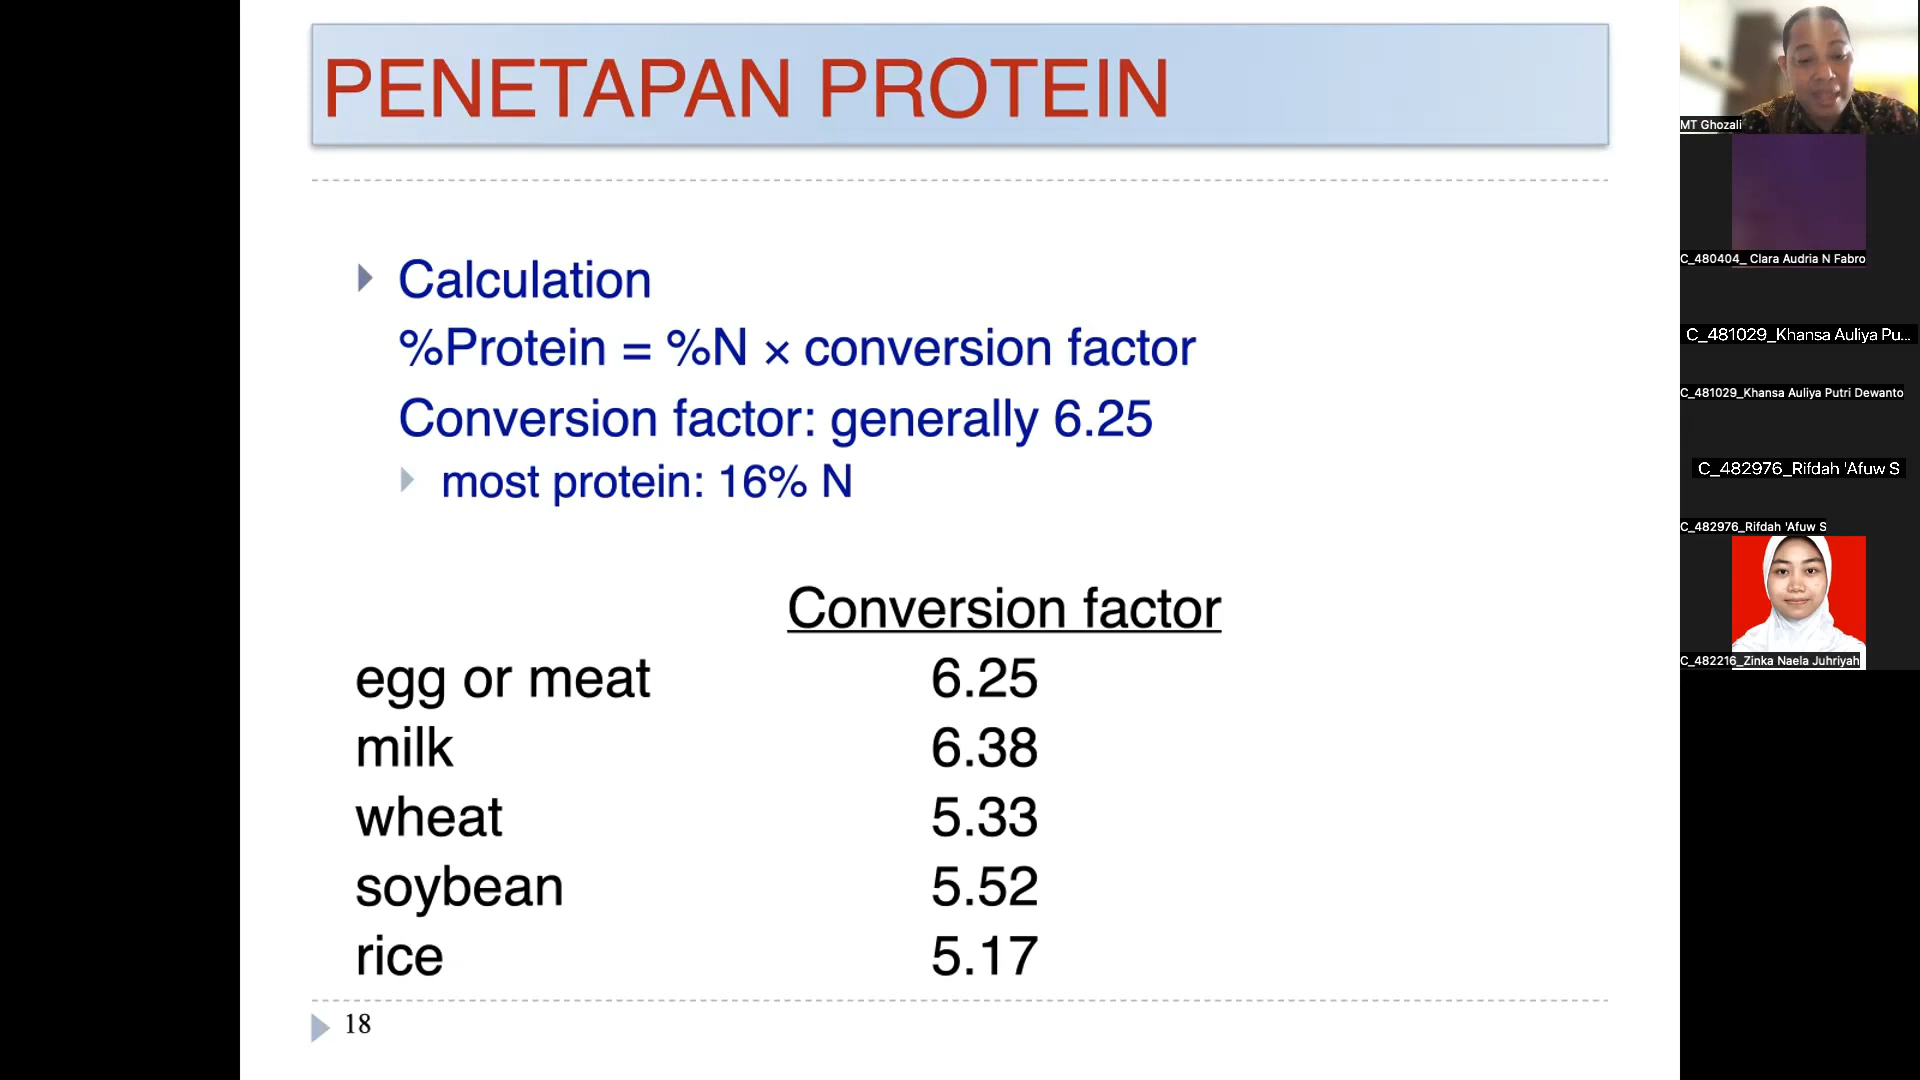 PENETAPAN PROTEIN
Calculation
%Protein = %N × conversion factor
Conversion factor: generally 6.25
most protein: 16% N
Conversion factor
egg or meat 6.25
milk 6.38
wheat 5.33
soybean 5.52
rice 5.17
18
MT Ghozali
C_480404_ Clara Audria N Fabro
C_481029_Khansa Auliya Pu...
C_481029_Khansa Auliya Putri Dewanto
C_482976_Rifdah 'Afuw S
C_482976_Rifdah 'Afuw S
C_482216_Zinka Naela Juhriyah